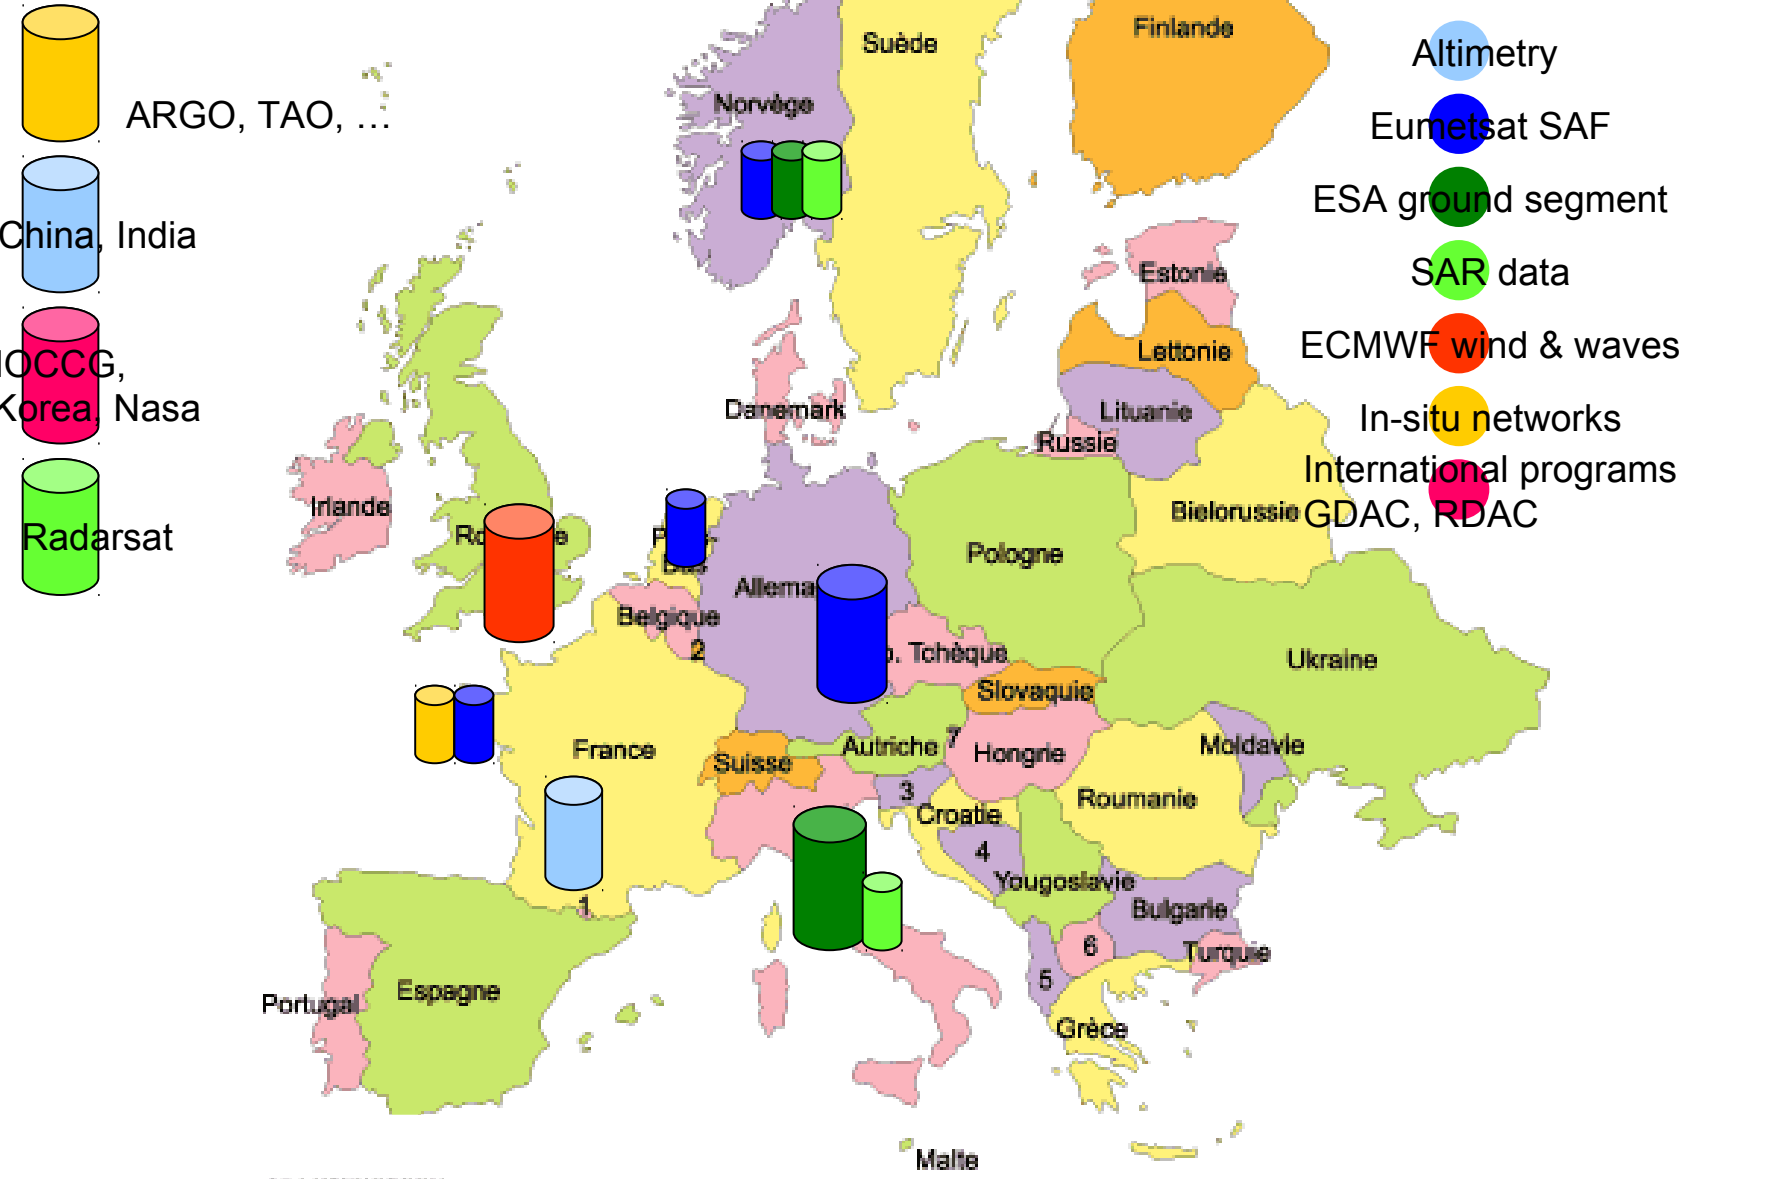 ARGO, TAO, …
China, India
IOCCG,
Korea, Nasa
Radarsat
Altimetry
Eumetsat SAF
ESA ground segment
SAR data
ECMWF wind & waves
In-situ networks
International programs
GDAC, RDAC
Suède
Finlande
Norvège
Estonie
Lettonie
Danemark
Lituanie
Russie
Irlande
Bielorussie
Pologne
Belgique
2
Tchèque
Ukraine
Slovaquie
France
Suisse
Autriche
7
Hongrie
Moldavie
3
Croatie
Roumanie
4
Yougoslavie
1
Bulgarie
6
Turquie
5
Espagne
Portugal
Grèce
Malte